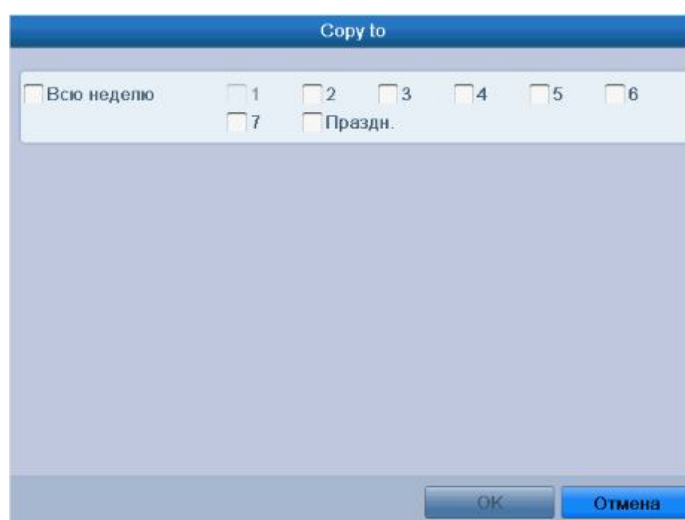 Copy to
Всю неделю 1 2 3 4 5 6
7 Праздн.
OK Отмена